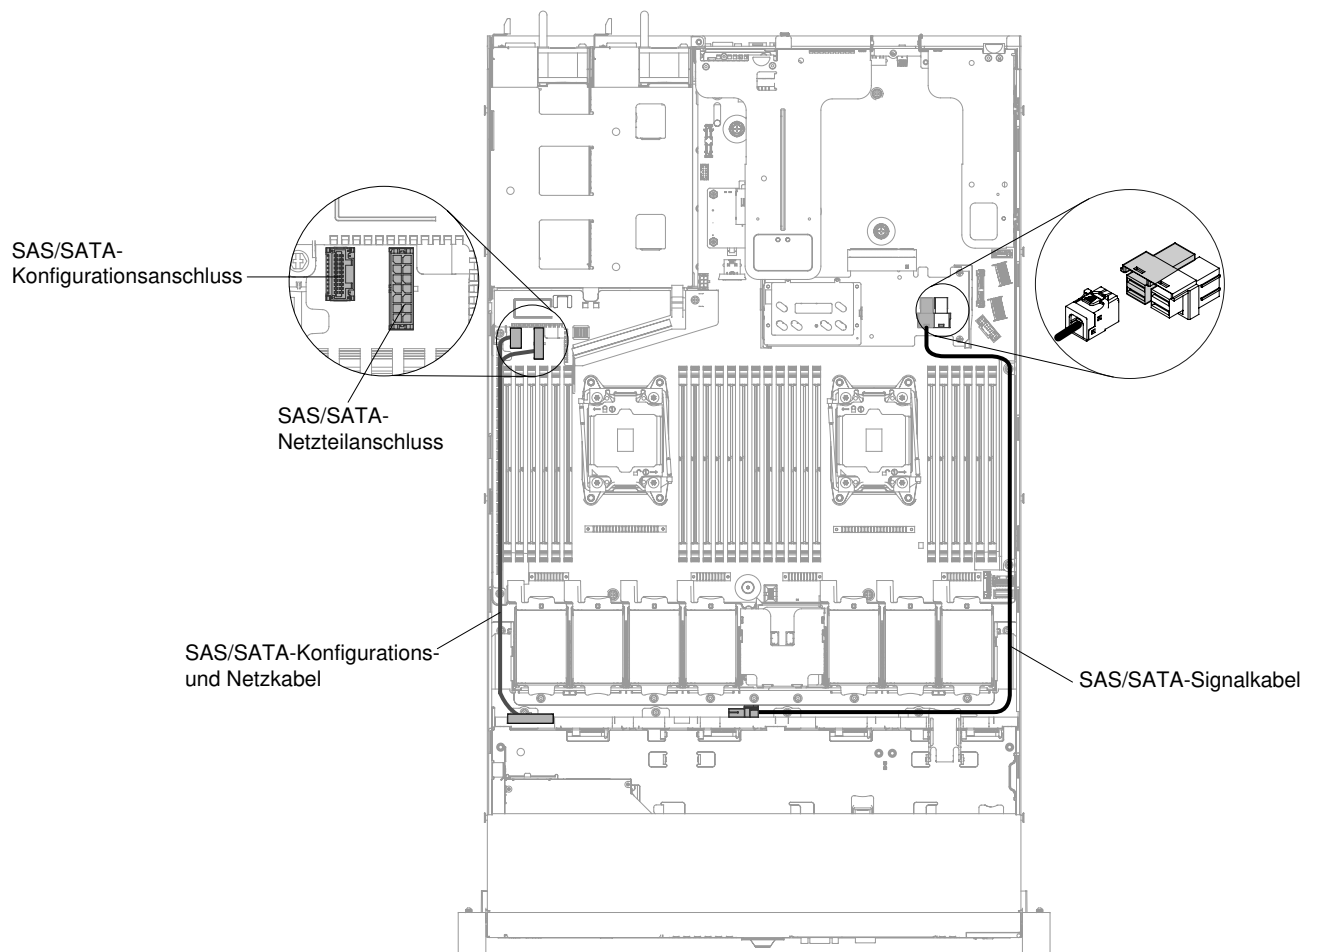 SAS/SATA-
Konfigurationsanschluss
SAS/SATA-
Netzteilanschluss
SAS/SATA-Konfigurations-
und Netzkabel
SAS/SATA-Signalkabel